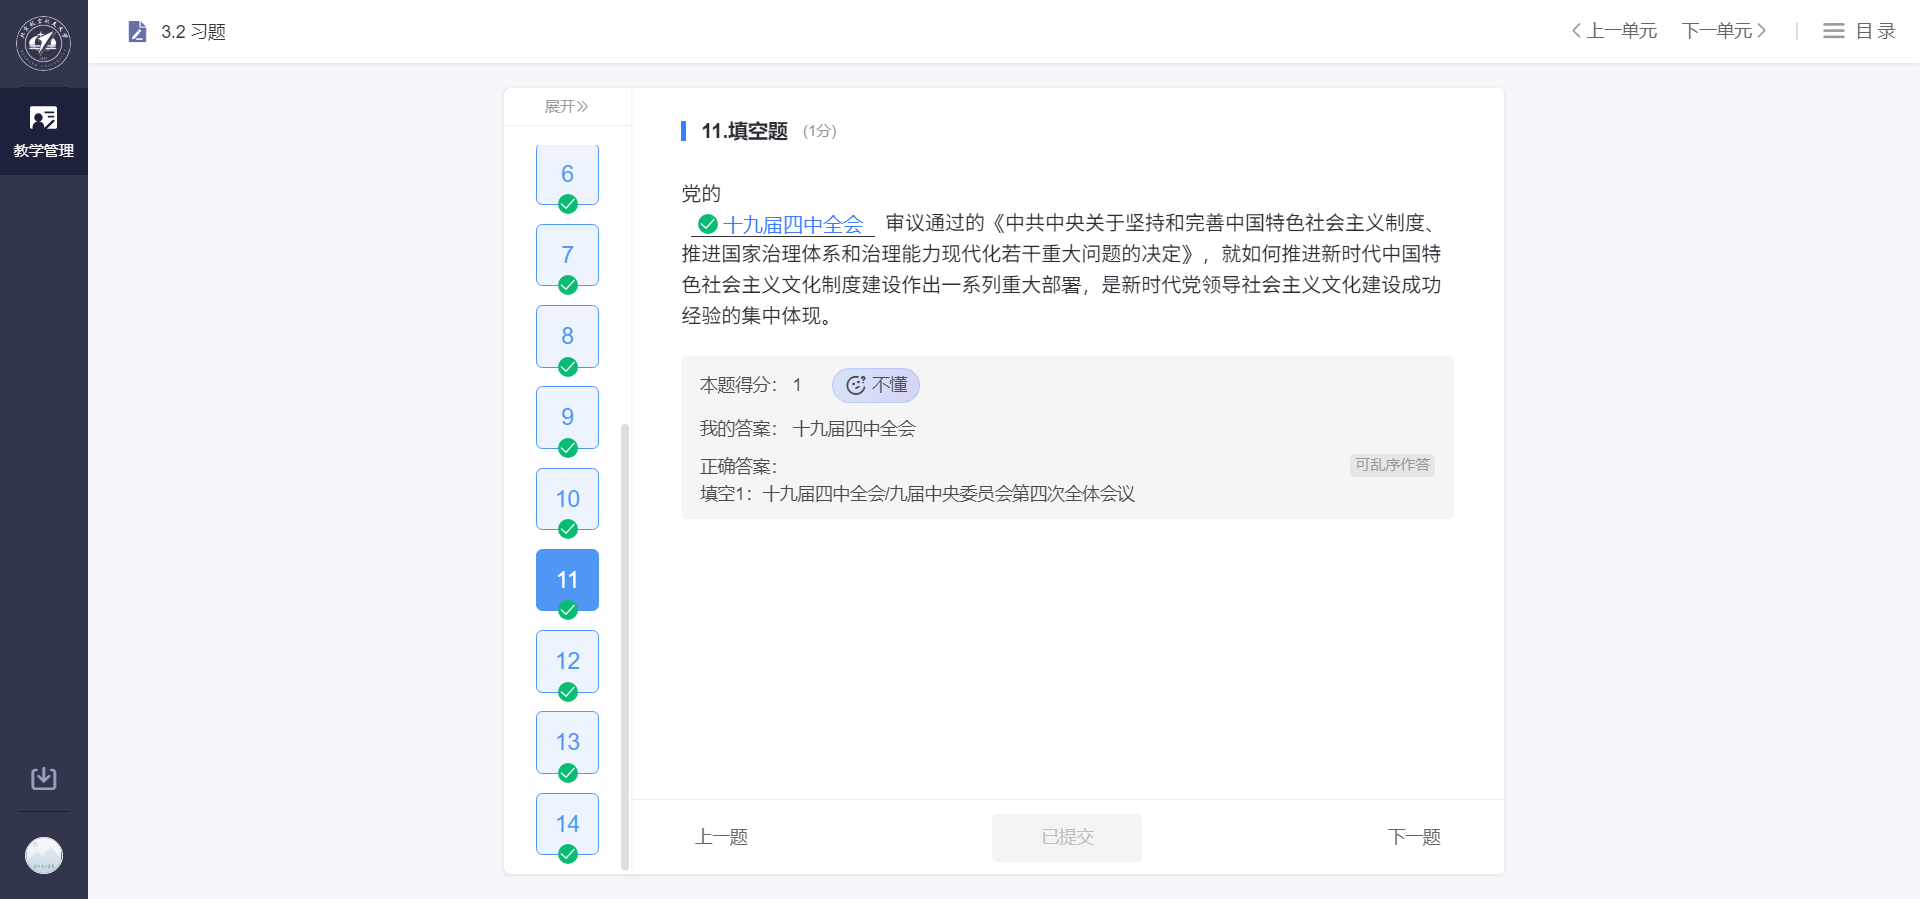 3.2 习题
上一单元 下一单元 | 目录
教学管理
展开
6
7
8
9
10
11
12
13
14
11.填空题 (1分)
党的
十九届四中全会 审议通过的《中共中央关于坚持和完善中国特色社会主义制度、
推进国家治理体系和治理能力现代化若干重大问题的决定》，就如何推进新时代中国特
色社会主义文化制度建设作出一系列重大部署，是新时代党领导社会主义文化建设成功
经验的集中体现。
本题得分： 1 不懂
我的答案： 十九届四中全会
正确答案： 可乱序作答
填空1：十九届四中全会/九届中央委员会第四次全体会议
上一题 已提交 下一题